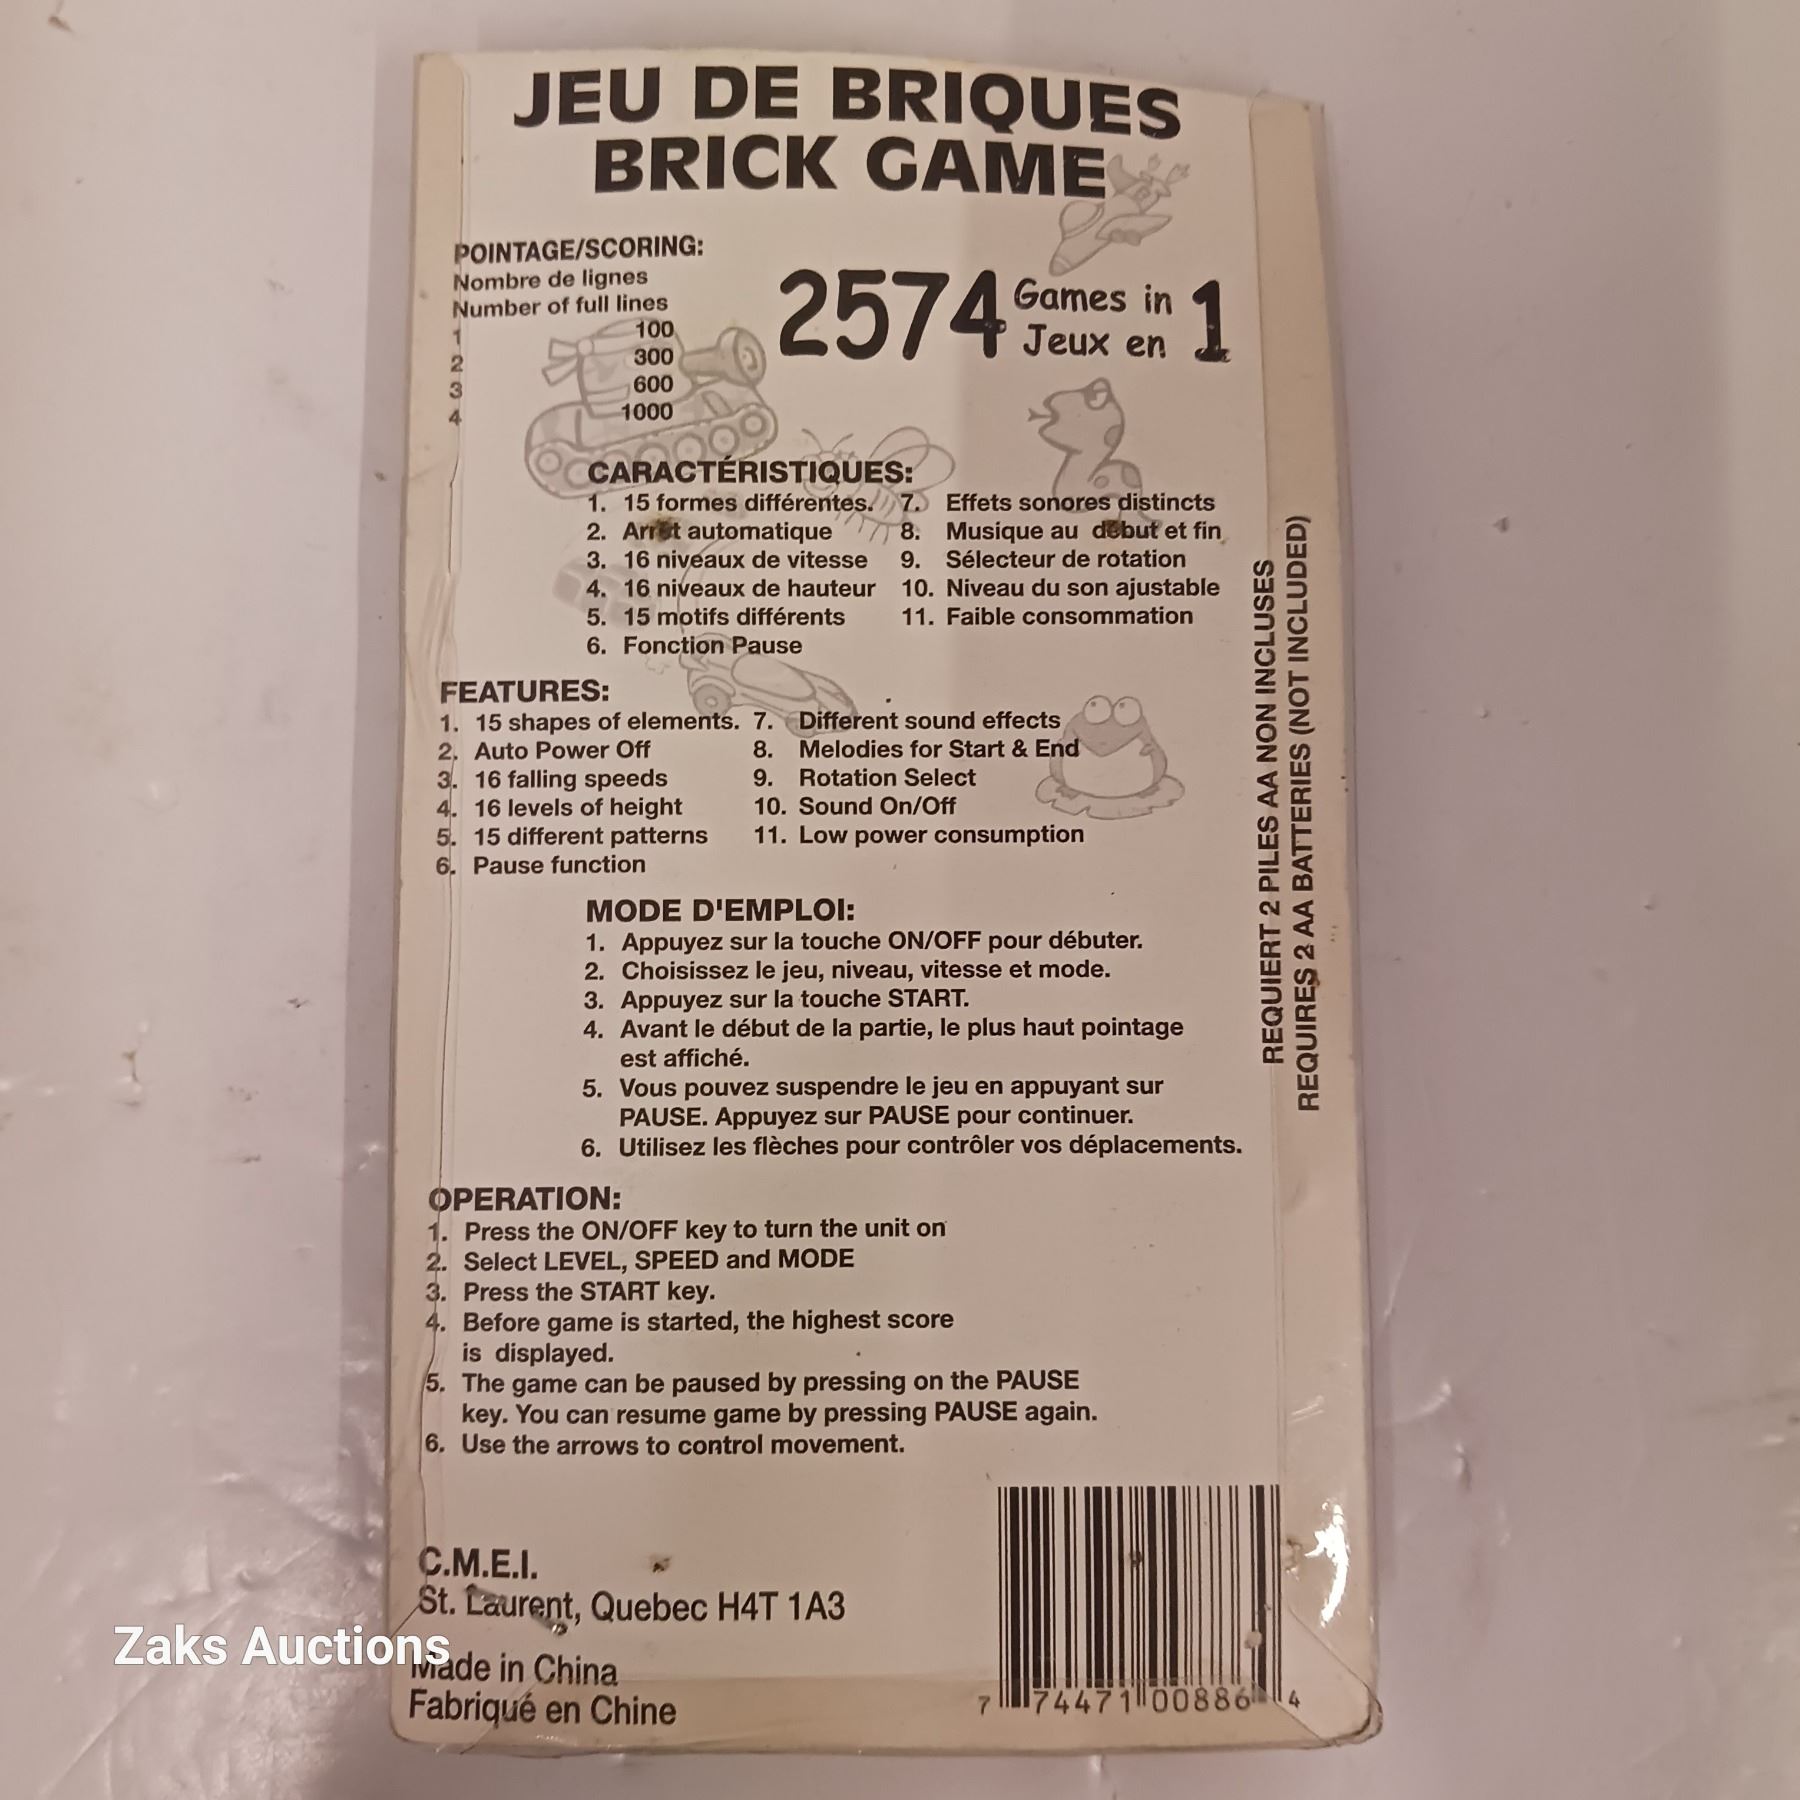 JEU DE BRIQUES
BRICK GAME
POINTAGE/SCORING:
Nombre de lignes
Number of full lines
1 100
2 300
3 600
4 1000
2574 Games in 1
Jeux en
CARACTÉRISTIQUES:
1. 15 formes différentes. 7. Effets sonores distincts
2. Arrêt automatique 8. Musique au début et fin
3. 16 niveaux de vitesse 9. Sélecteur de rotation
4. 16 niveaux de hauteur 10. Niveau du son ajustable
5. 15 motifs différents 11. Faible consommation
6. Fonction Pause
FEATURES:
1. 15 shapes of elements. 7. Different sound effects
2. Auto Power Off 8. Melodies for Start & End
3. 16 falling speeds 9. Rotation Select
4. 16 levels of height 10. Sound On/Off
5. 15 different patterns 11. Low power consumption
6. Pause function
REQUIERT 2 PILES AA NON INCLUSES
REQUIRES 2 AA BATTERIES (NOT INCLUDED)
MODE D'EMPLOI:
1. Appuyez sur la touche ON/OFF pour débuter.
2. Choisissez le jeu, niveau, vitesse et mode.
3. Appuyez sur la touche START.
4. Avant le début de la partie, le plus haut pointage
est affiché.
5. Vous pouvez suspendre le jeu en appuyant sur
PAUSE. Appuyez sur PAUSE pour continuer.
6. Utilisez les flèches pour contrôler vos déplacements.
OPERATION:
1. Press the ON/OFF key to turn the unit on
2. Select LEVEL, SPEED and MODE
3. Press the START key.
4. Before game is started, the highest score
is displayed.
5. The game can be paused by pressing on the PAUSE
key. You can resume game by pressing PAUSE again.
6. Use the arrows to control movement.
C.M.E.I.
St. Laurent, Quebec H4T 1A3
Zaks Auctions
Made in China
Fabriqué en Chine
7 74471 00886 4